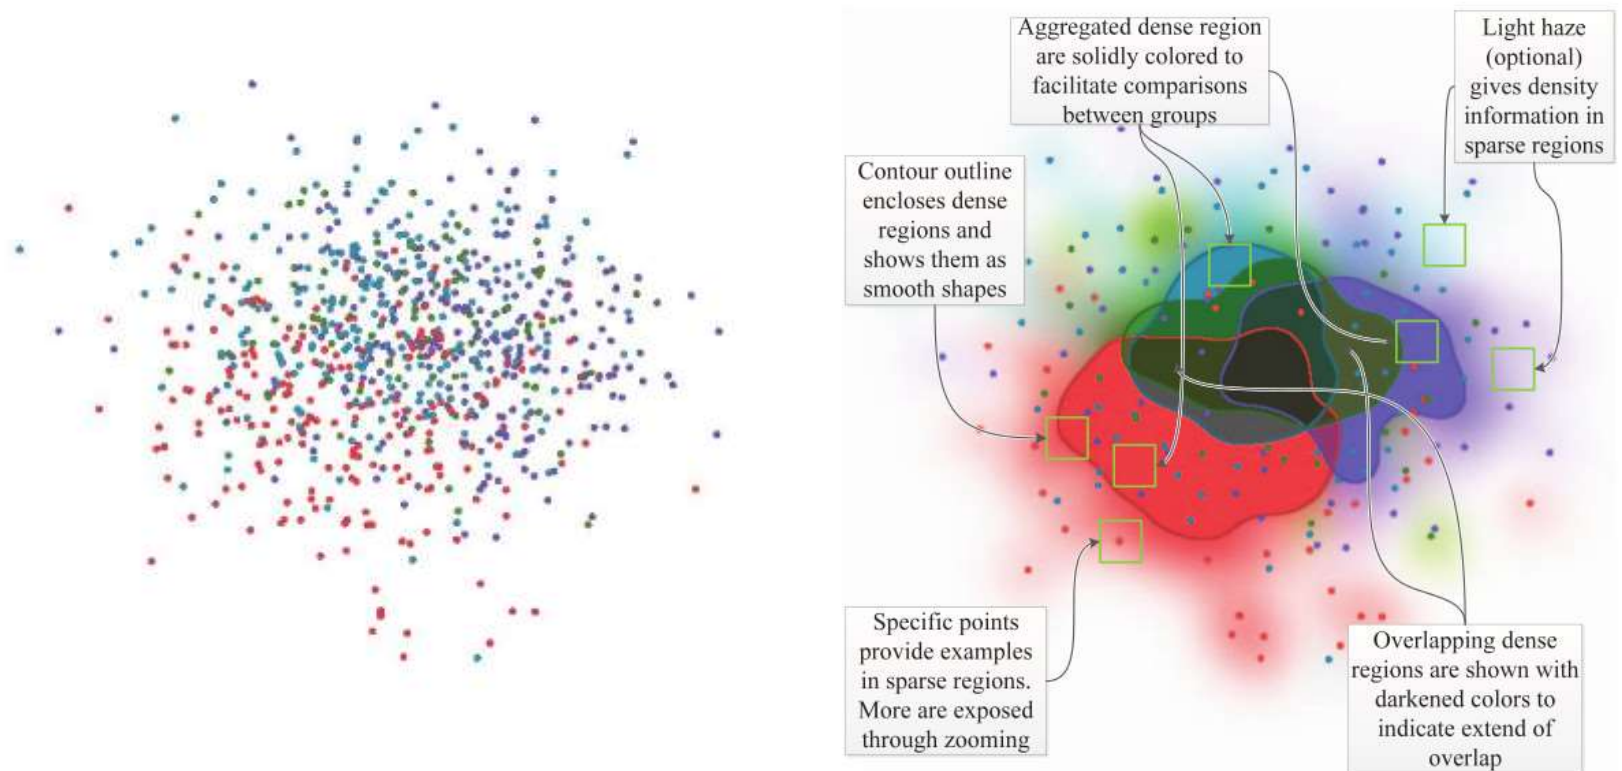 Aggregated dense region
are solidly colored to
facilitate comparisons
between groups
Light haze
(optional)
gives density
information in
sparse regions
Contour outline
encloses dense
regions and
shows them as
smooth shapes
Specific points
provide examples
in sparse regions.
More are exposed
through zooming
Overlapping dense
regions are shown with
darkened colors to
indicate extend of
overlap